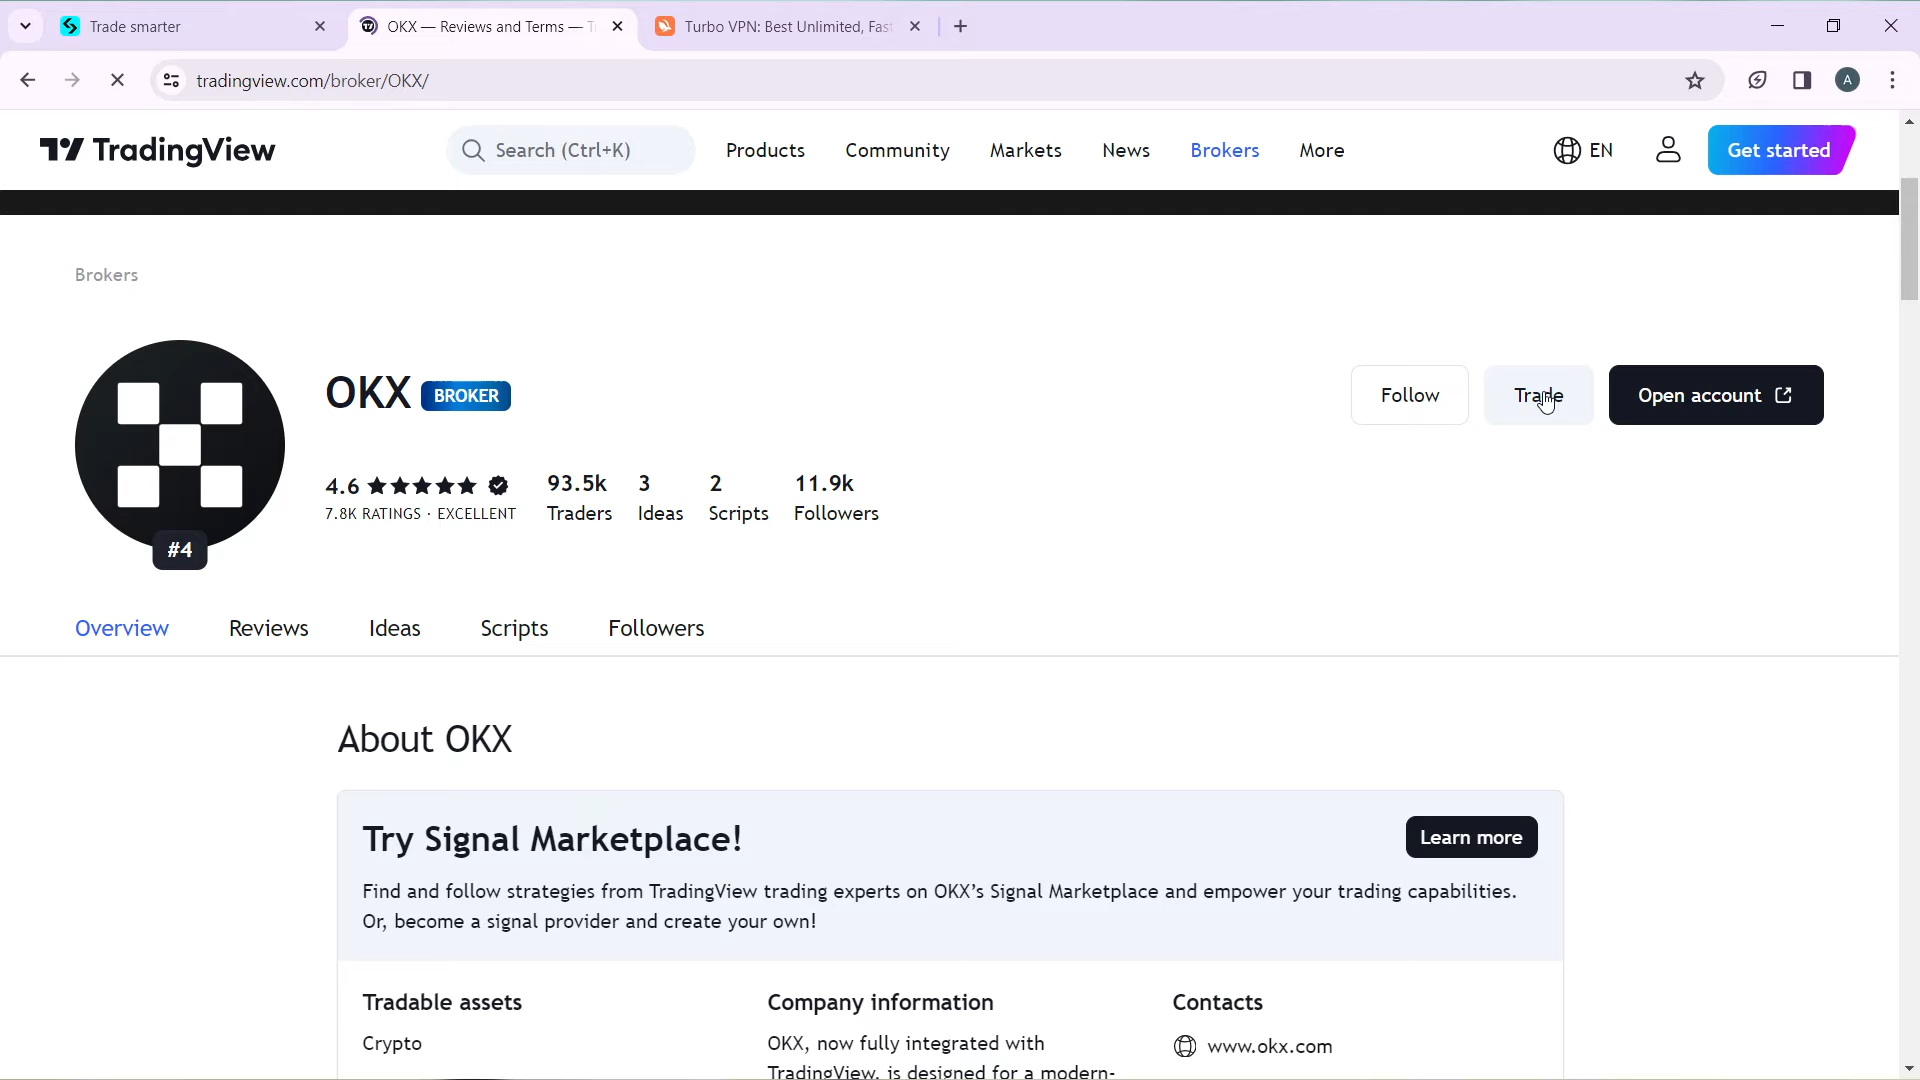 Trade smarter
OKX — Reviews and Terms — T
Turbo VPN: Best Unlimited, Fast
tradingview.com/broker/OKX/
A
TradingView
Search (Ctrl+K)
Products
Community
Markets
News
Brokers
More
EN
Get started
Brokers
OKX BROKER
Follow
Trade
Open account
4.6
7.8K RATINGS · EXCELLENT
93.5k
Traders
3
Ideas
2
Scripts
11.9k
Followers
#4
Overview
Reviews
Ideas
Scripts
Followers
About OKX
Try Signal Marketplace!
Learn more
Find and follow strategies from TradingView trading experts on OKX’s Signal Marketplace and empower your trading capabilities.
Or, become a signal provider and create your own!
Tradable assets
Crypto
Company information
OKX, now fully integrated with
TradingView, is designed for a modern-
Contacts
www.okx.com